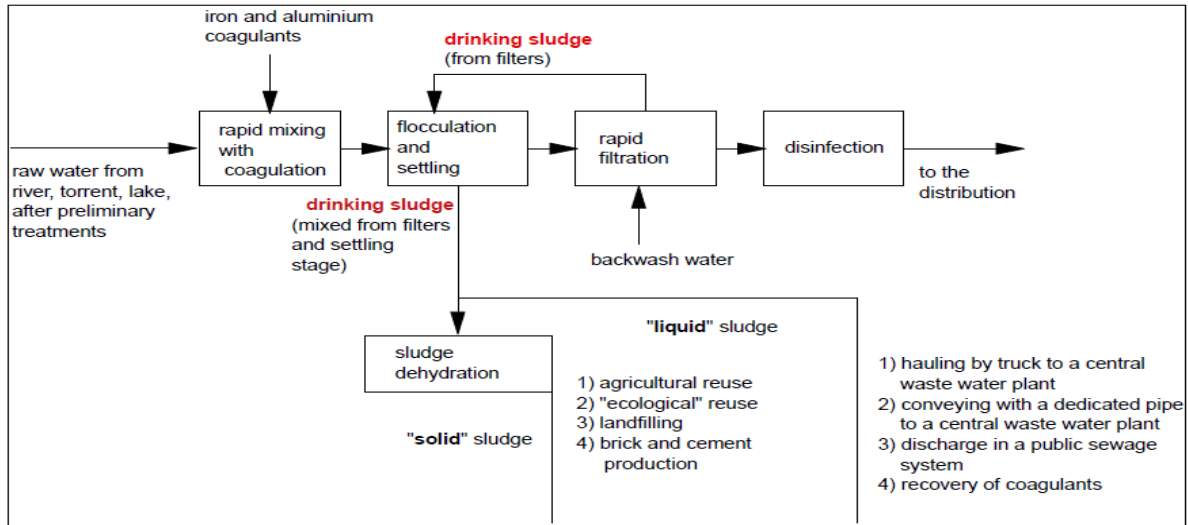 iron and aluminium
coagulants
drinking sludge
(from filters)
rapid mixing
with
coagulation
flocculation
and
settling
rapid
filtration
disinfection
raw water from
river, torrent, lake,
after preliminary
treatments
to the
distribution
drinking sludge
(mixed from filters
and settling
stage)
backwash water
"liquid" sludge
sludge
dehydration
1) agricultural reuse
2) "ecological" reuse
3) landfilling
4) brick and cement
production
"solid" sludge
1) hauling by truck to a central
waste water plant
2) conveying with a dedicated pipe
to a central waste water plant
3) discharge in a public sewage
system
4) recovery of coagulants